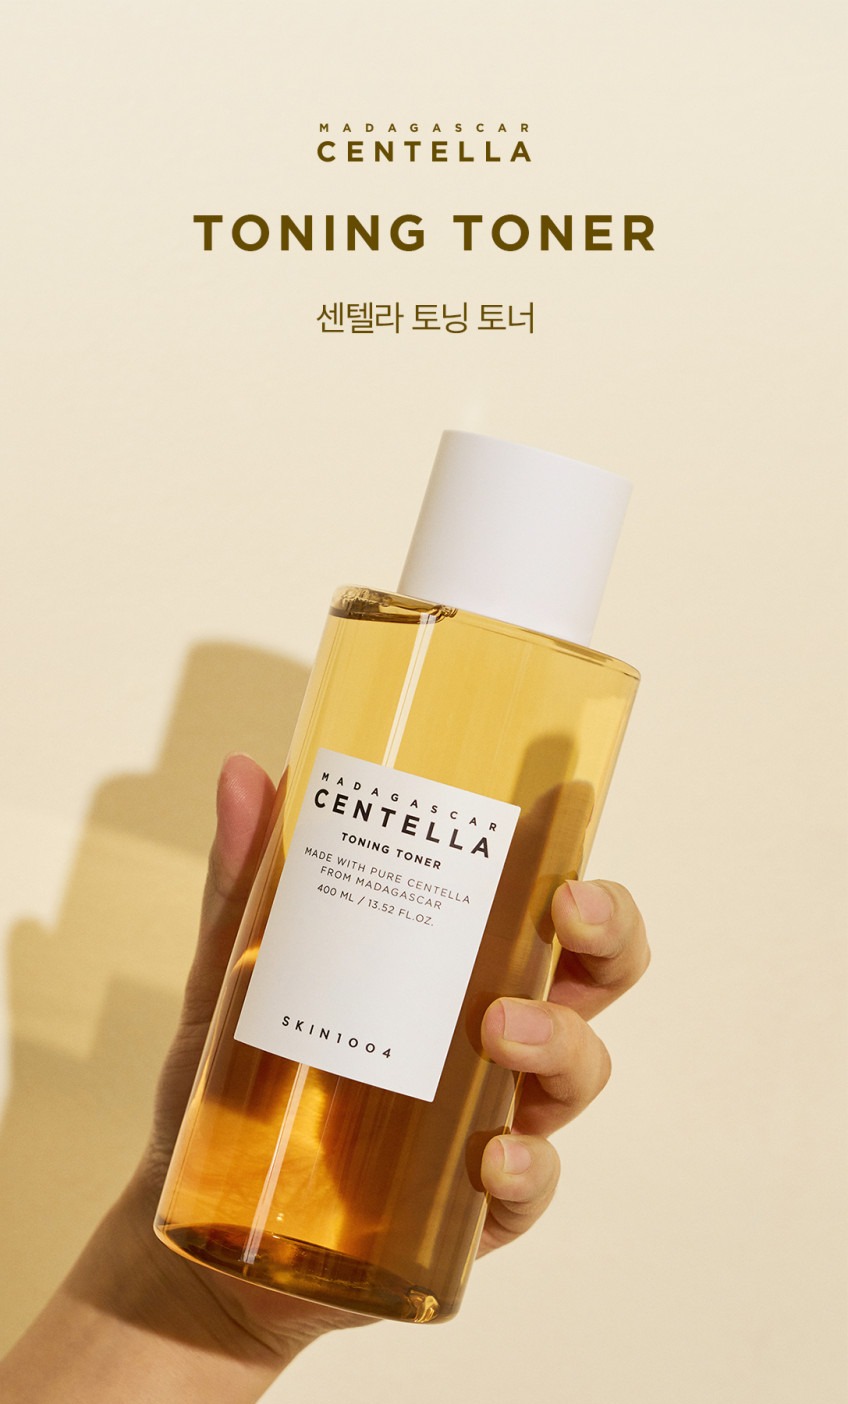 MADAGASCAR
CENTELLA
TONING TONER
센텔라 토닝 토너
MADAGASCAR
CENTELLA
TONING TONER
MADE WITH PURE CENTELLA
FROM MADAGASCAR
400 ML / 13.52 FL.OZ.
SKIN1004